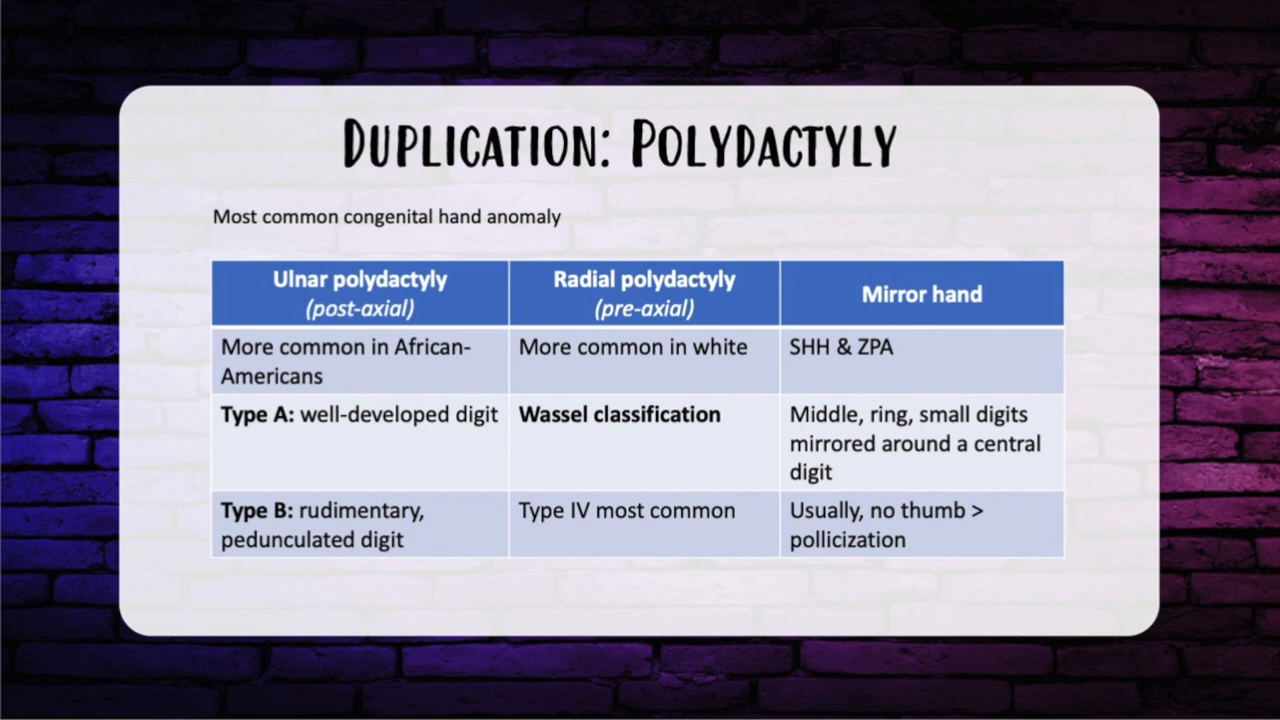 DUPLICATION: POLYDACTYLY
Most common congenital hand anomaly
Ulnar polydactyly
(post-axial)
Radial polydactyly
(pre-axial)
Mirror hand
More common in African-
Americans
More common in white
SHH & ZPA
Type A: well-developed digit
Wassel classification
Middle, ring, small digits
mirrored around a central
digit
Type B: rudimentary,
pedunculated digit
Type IV most common
Usually, no thumb >
pollicization